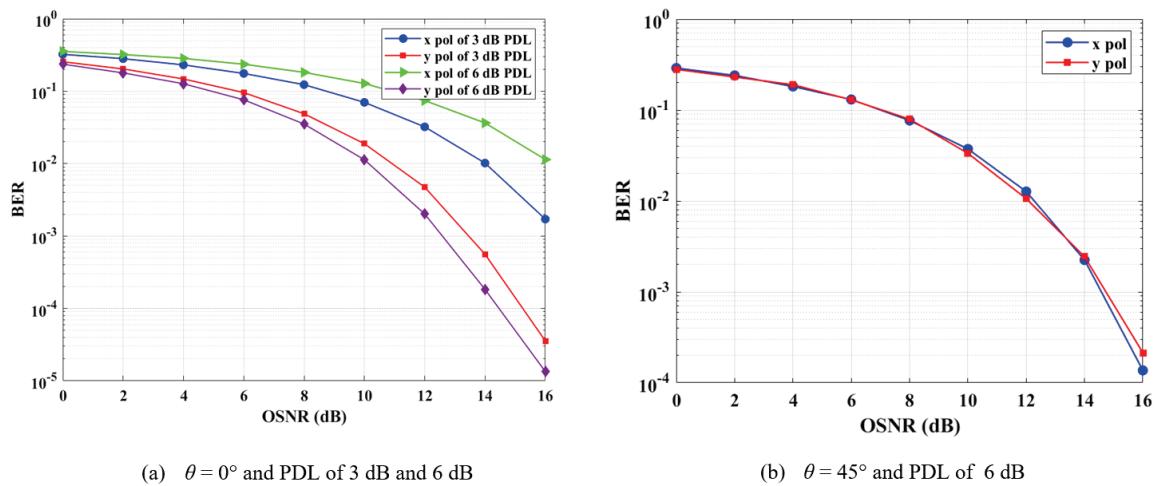 10^0
10^-1
10^-2
10^-3
10^-4
10^-5
BER
0 2 4 6 8 10 12 14 16
OSNR (dB)
x pol of 3 dB PDL
y pol of 3 dB PDL
x pol of 6 dB PDL
y pol of 6 dB PDL
(a) θ = 0° and PDL of 3 dB and 6 dB
10^0
10^-1
10^-2
10^-3
10^-4
BER
0 2 4 6 8 10 12 14 16
OSNR (dB)
x pol
y pol
(b) θ = 45° and PDL of 6 dB